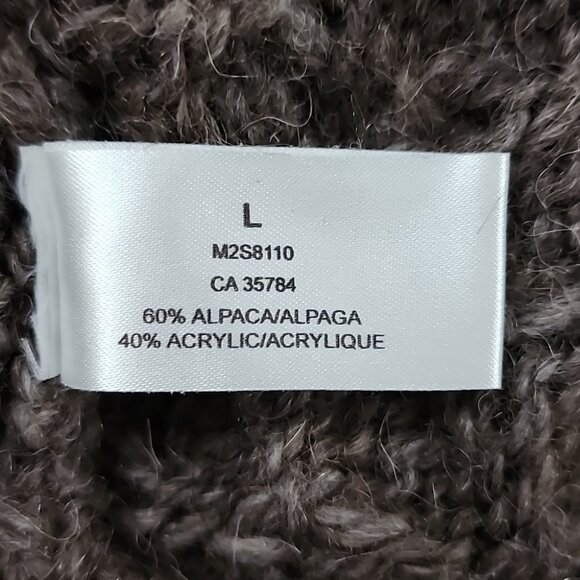 L
M2S8110
CA 35784
60% ALPACA/ALPAGA
40% ACRYLIC/ACRYLIQUE